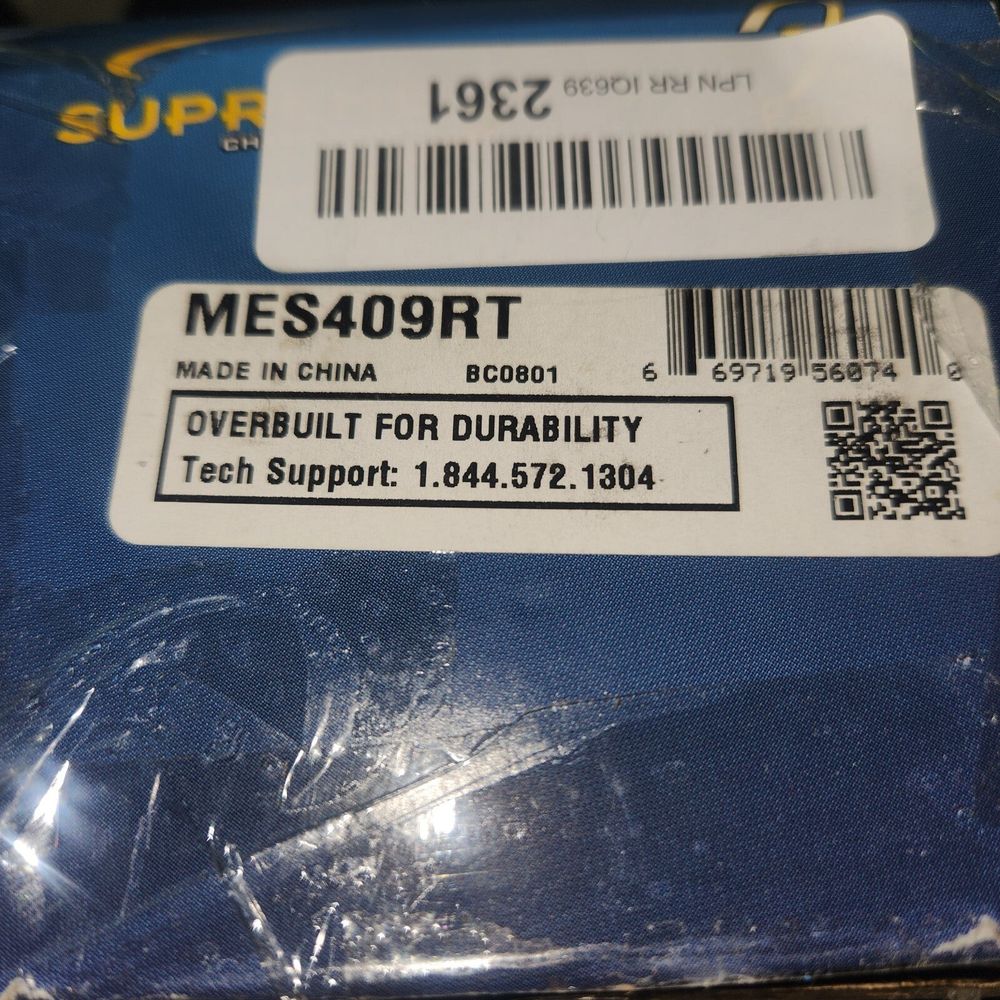 SUPR
CH
LPN RR IQ639 2361
MES409RT
MADE IN CHINA BC0801
6 69719 56074 0
OVERBUILT FOR DURABILITY
Tech Support: 1.844.572.1304